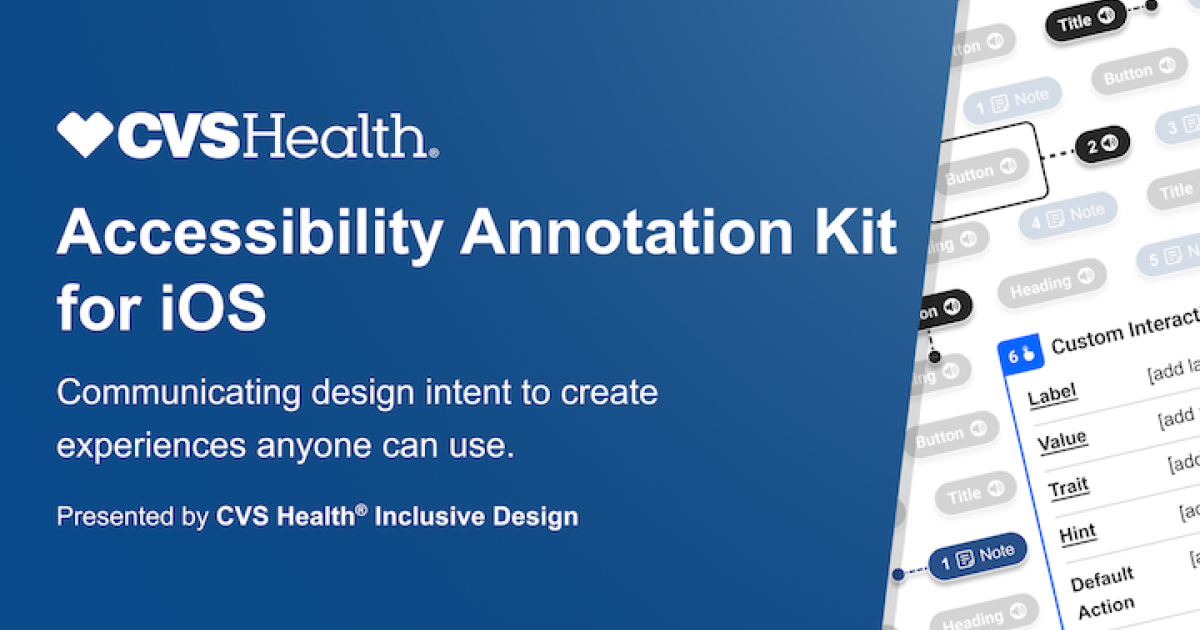 CVSHealth®
Accessibility Annotation Kit
for iOS
Communicating design intent to create
experiences anyone can use.
Presented by CVS Health® Inclusive Design
Title
Button
1 Note
3
2
Button
Title
4 Note
5
Heading
6 Custom
Label [add
Value [add
Trait
Hint
Default
Action
Button
Title
1 Note
Heading